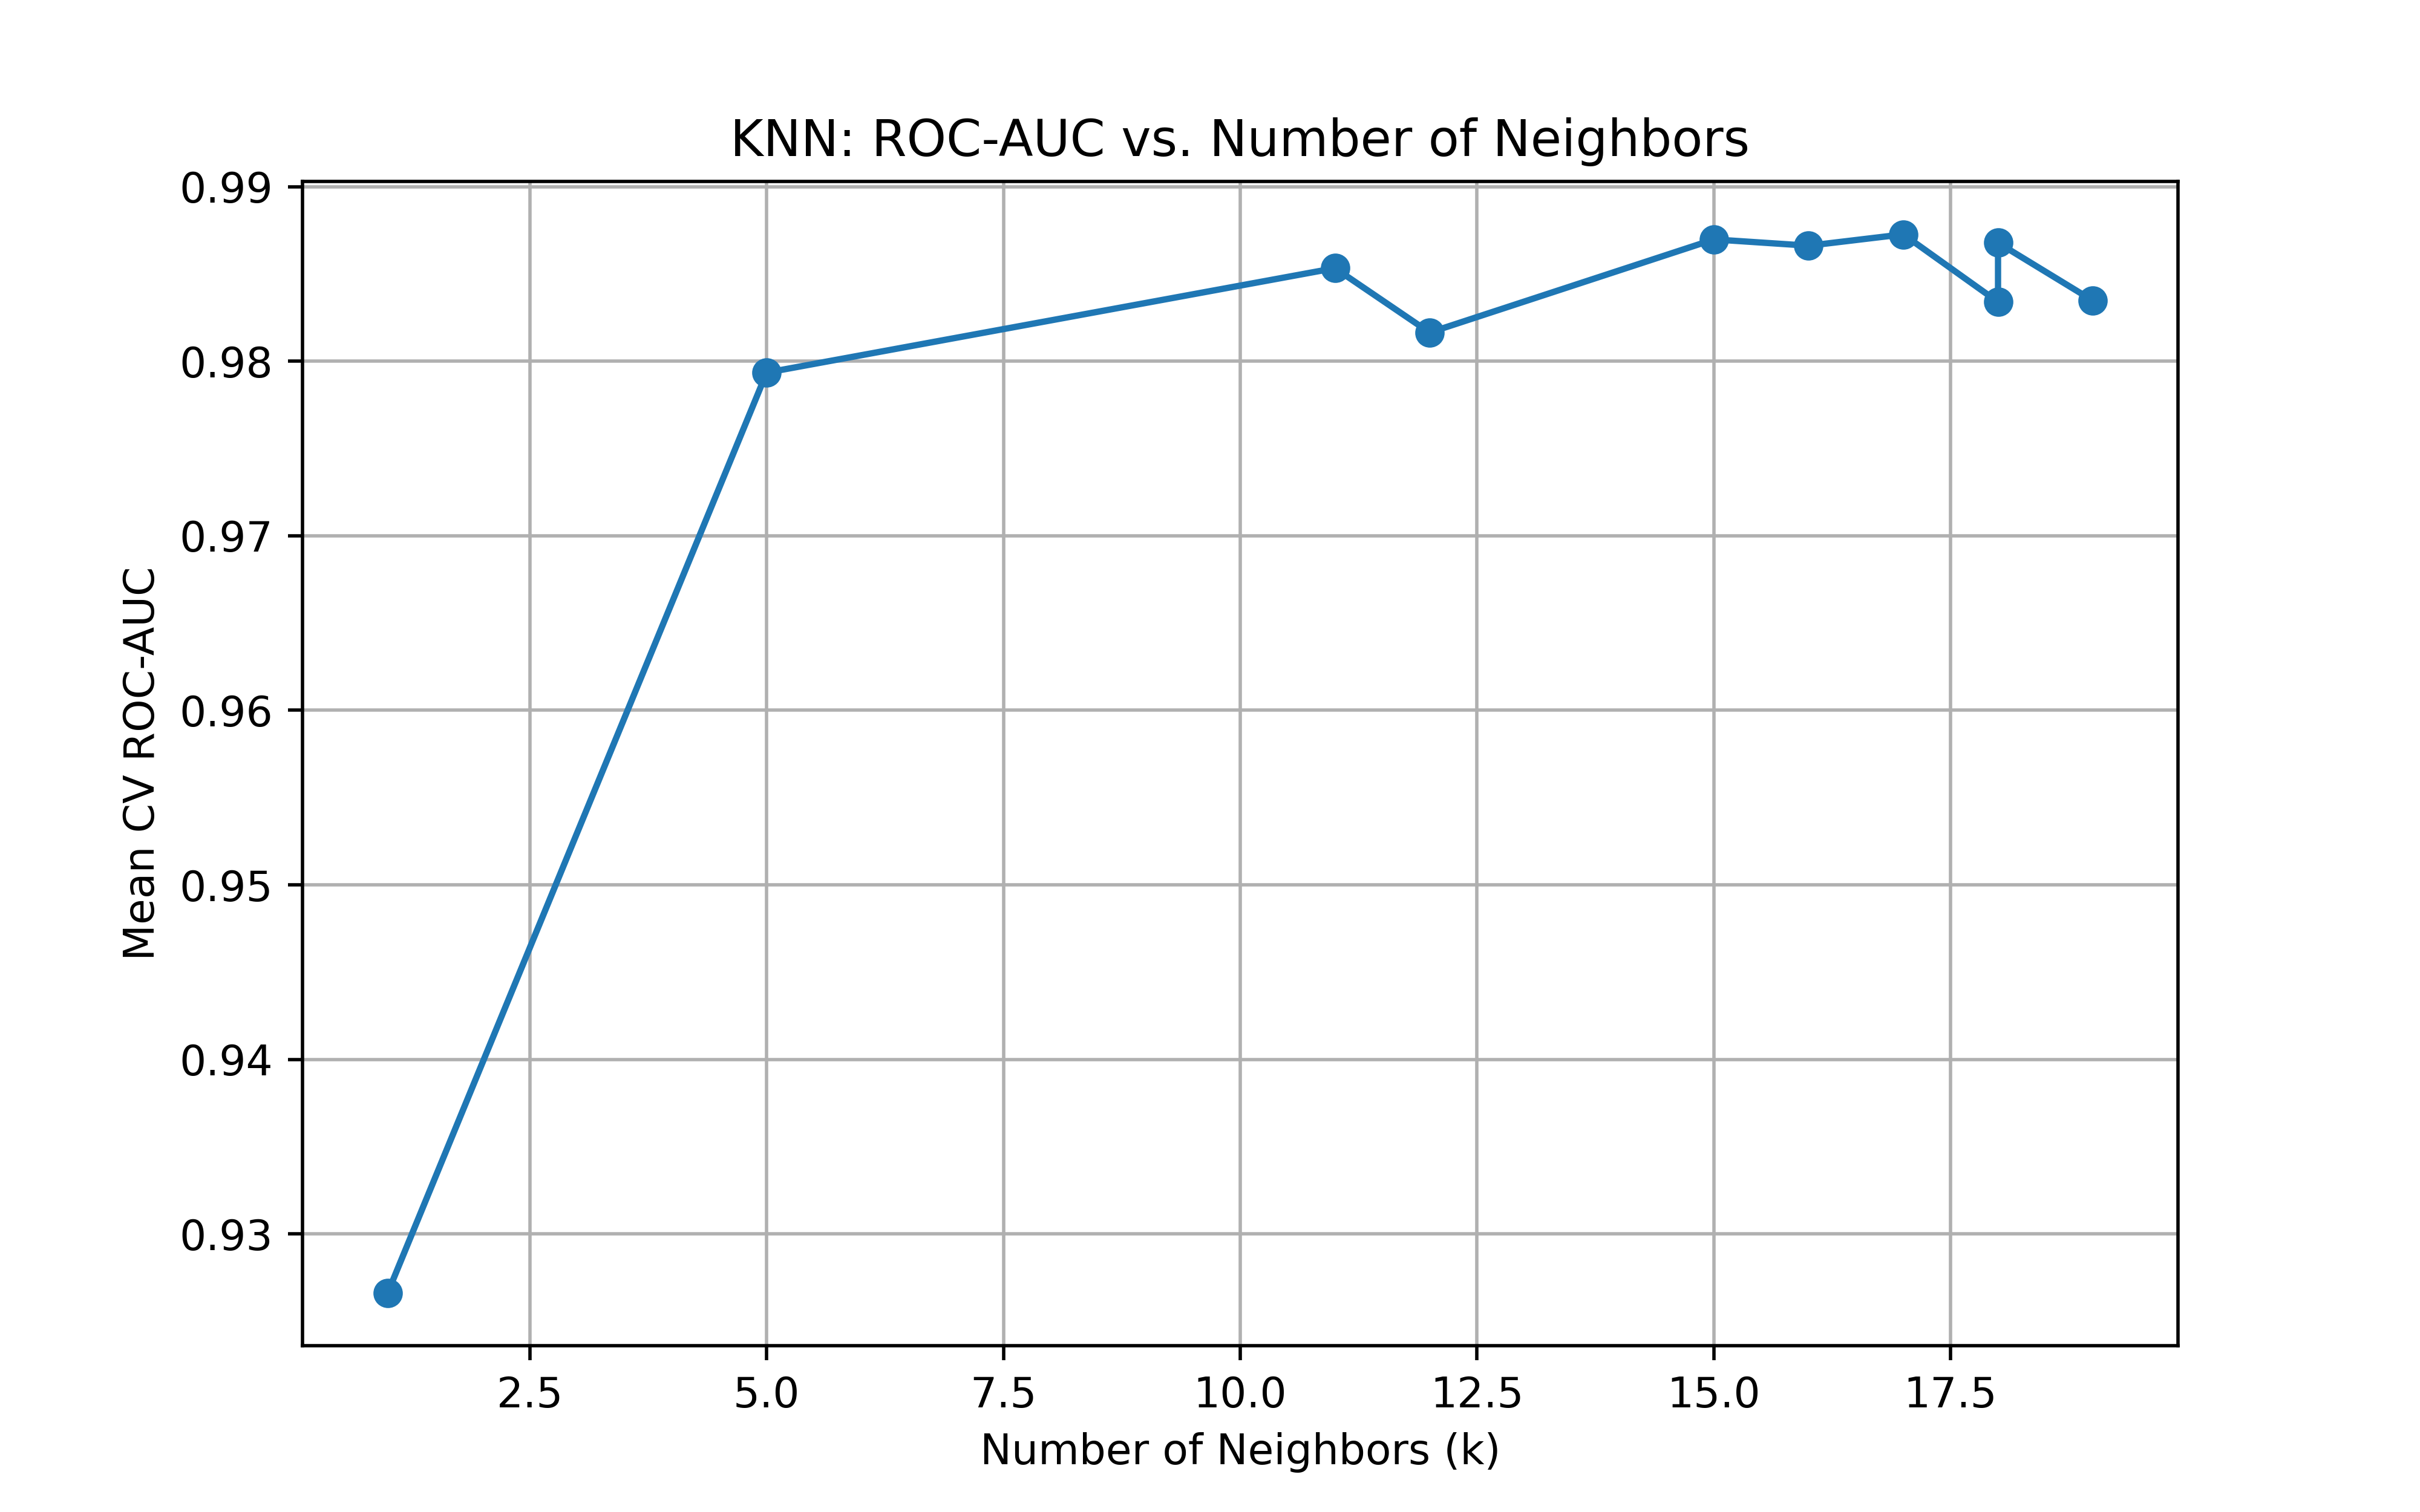 KNN: ROC-AUC vs. Number of Neighbors
0.99
0.98
0.97
0.96
0.95
0.94
0.93
Mean CV ROC-AUC
2.5 5.0 7.5 10.0 12.5 15.0 17.5
Number of Neighbors (k)